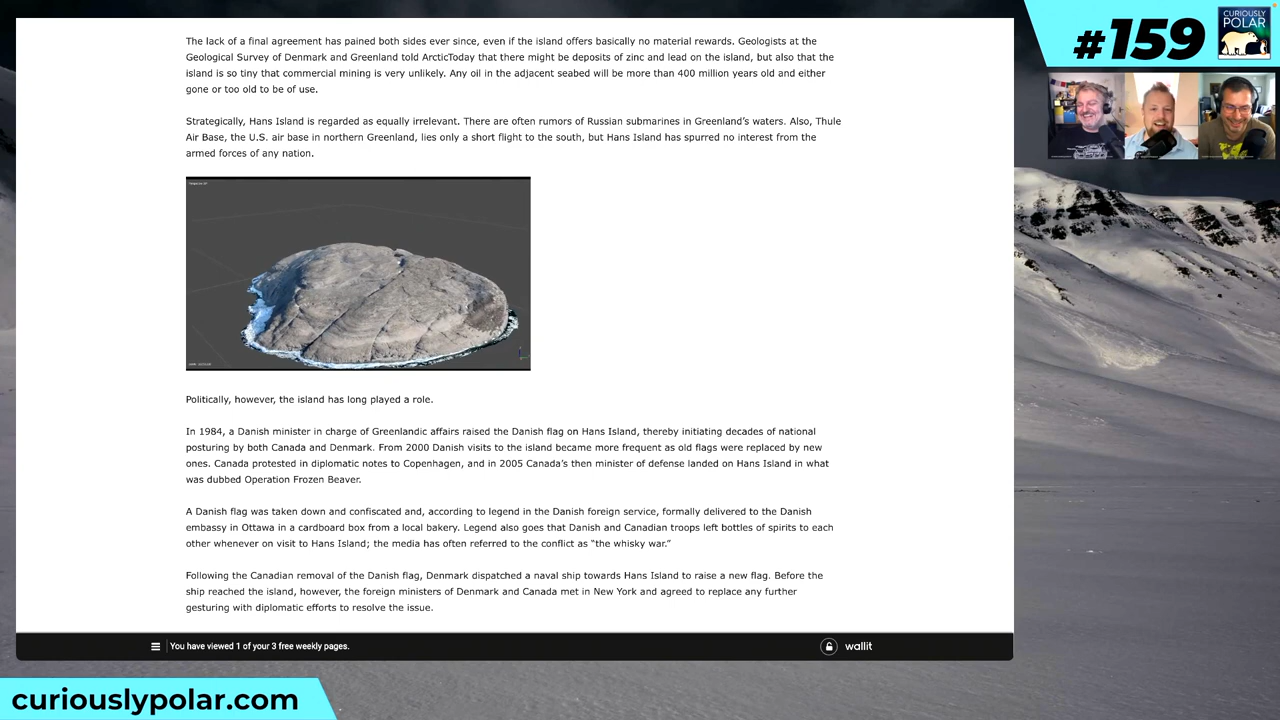 #159
CURIOUSLY
POLAR
The lack of a final agreement has pained both sides ever since, even if the island offers basically no material rewards. Geologists at the
Geological Survey of Denmark and Greenland told ArcticToday that there might be deposits of zinc and lead on the island, but also that the
island is so tiny that commercial mining is very unlikely. Any oil in the adjacent seabed will be more than 400 million years old and either
gone or too old to be of use.
Strategically, Hans Island is regarded as equally irrelevant. There are often rumors of Russian submarines in Greenland’s waters. Also, Thule
Air Base, the U.S. air base in northern Greenland, lies only a short flight to the south, but Hans Island has spurred no interest from the
armed forces of any nation.
Politically, however, the island has long played a role.
In 1984, a Danish minister in charge of Greenlandic affairs raised the Danish flag on Hans Island, thereby initiating decades of national
posturing by both Canada and Denmark. From 2000 Danish visits to the island became more frequent as old flags were replaced by new
ones. Canada protested in diplomatic notes to Copenhagen, and in 2005 Canada’s then minister of defense landed on Hans Island in what
was dubbed Operation Frozen Beaver.
A Danish flag was taken down and confiscated and, according to legend in the Danish foreign service, formally delivered to the Danish
embassy in Ottawa in a cardboard box from a local bakery. Legend also goes that Danish and Canadian troops left bottles of spirits to each
other whenever on visit to Hans Island; the media has often referred to the conflict as “the whisky war.”
Following the Canadian removal of the Danish flag, Denmark dispatched a naval ship towards Hans Island to raise a new flag. Before the
ship reached the island, however, the foreign ministers of Denmark and Canada met in New York and agreed to replace any further
gesturing with diplomatic efforts to resolve the issue.
You have viewed 1 of your 3 free weekly pages.
wallit
curiouslypolar.com